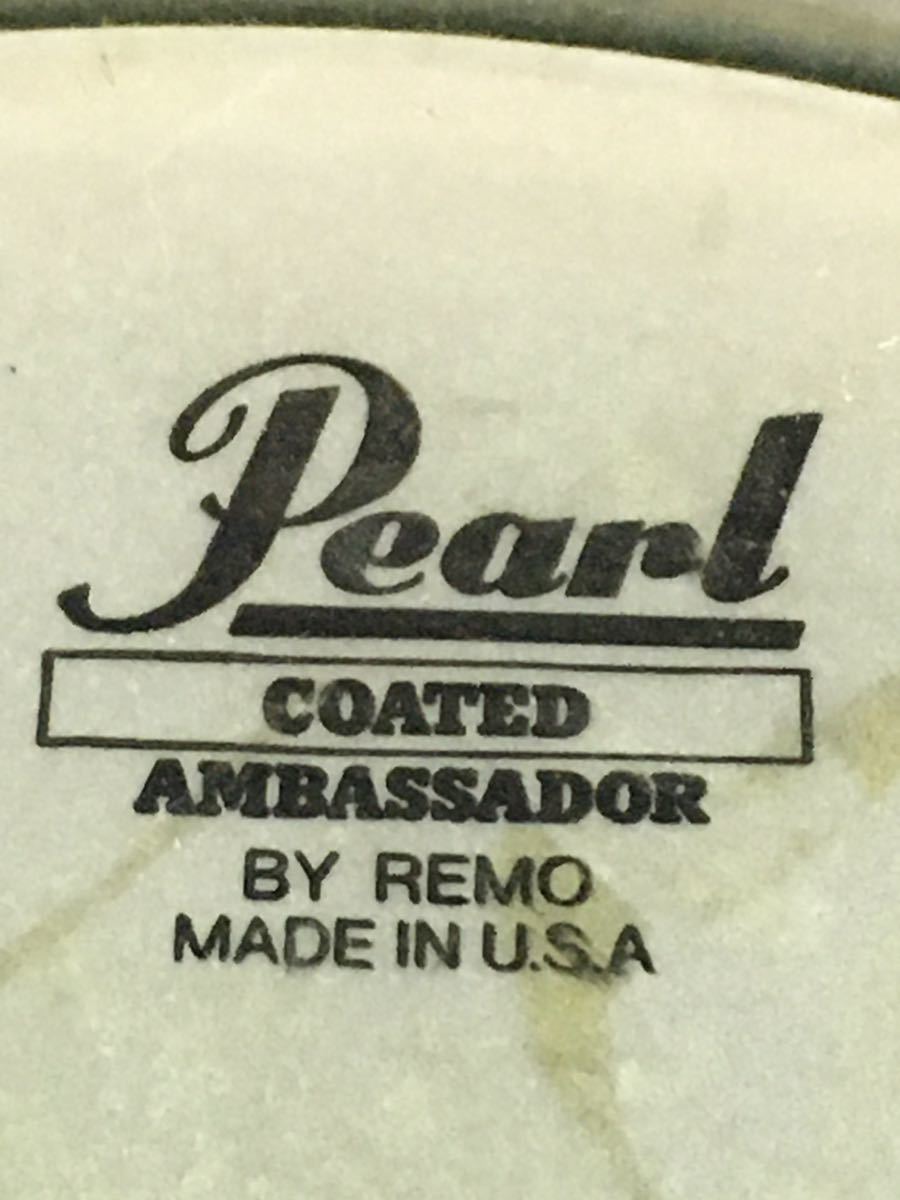 Pearl
COATED
AMBASSADOR
BY REMO
MADE IN U.S.A